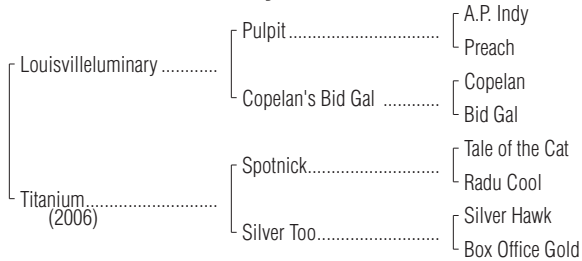 A.P. Indy
Pulpit
Preach
Louisvilleluminary
Copelan
Copelan's Bid Gal
Bid Gal
Tale of the Cat
Spotnick
Radu Cool
Titanium
(2006)
Silver Hawk
Silver Too
Box Office Gold